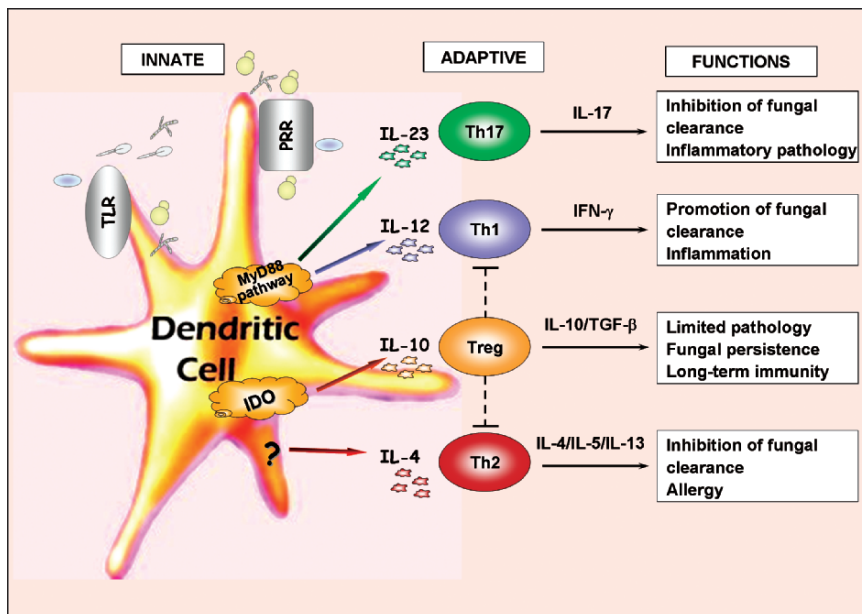 INNATE
ADAPTIVE
FUNCTIONS
TLR
PRR
MyD88
pathway
Dendritic
Cell
IDO
?
IL-23
Th17
IL-17
Inhibition of fungal
clearance
Inflammatory pathology
IL-12
Th1
IFN-γ
Promotion of fungal
clearance
Inflammation
IL-10
Treg
IL-10/TGF-β
Limited pathology
Fungal persistence
Long-term immunity
IL-4
Th2
IL-4/IL-5/IL-13
Inhibition of fungal
clearance
Allergy